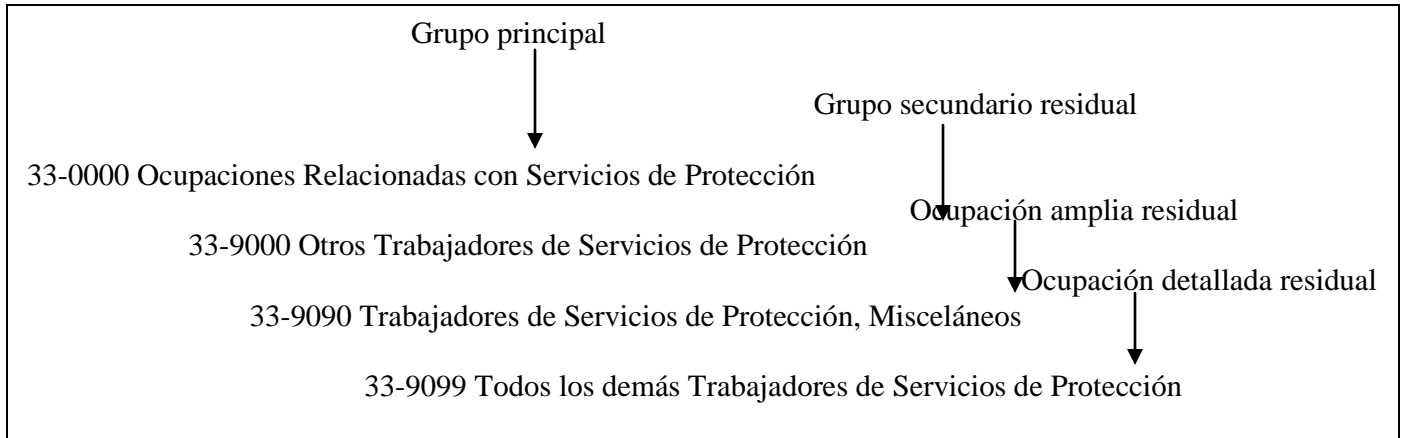 Grupo principal
Grupo secundario residual
33-0000 Ocupaciones Relacionadas con Servicios de Protección
Ocupación amplia residual
33-9000 Otros Trabajadores de Servicios de Protección
Ocupación detallada residual
33-9090 Trabajadores de Servicios de Protección, Misceláneos
33-9099 Todos los demás Trabajadores de Servicios de Protección